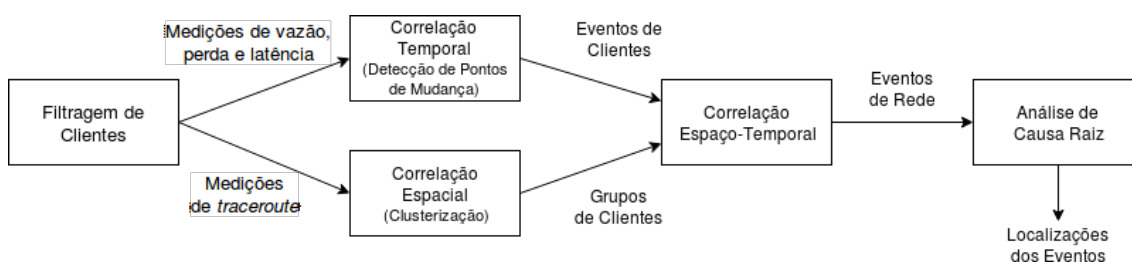 Filtragem de
Clientes
Medições de vazão,
perda e latência
Medições
de traceroute
Correlação
Temporal
(Detecção de Pontos
de Mudança)
Correlação
Espacial
(Clusterização)
Eventos de
Clientes
Grupos
de Clientes
Correlação
Espaço-Temporal
Eventos
de Rede
Análise de
Causa Raiz
Localizações
dos Eventos